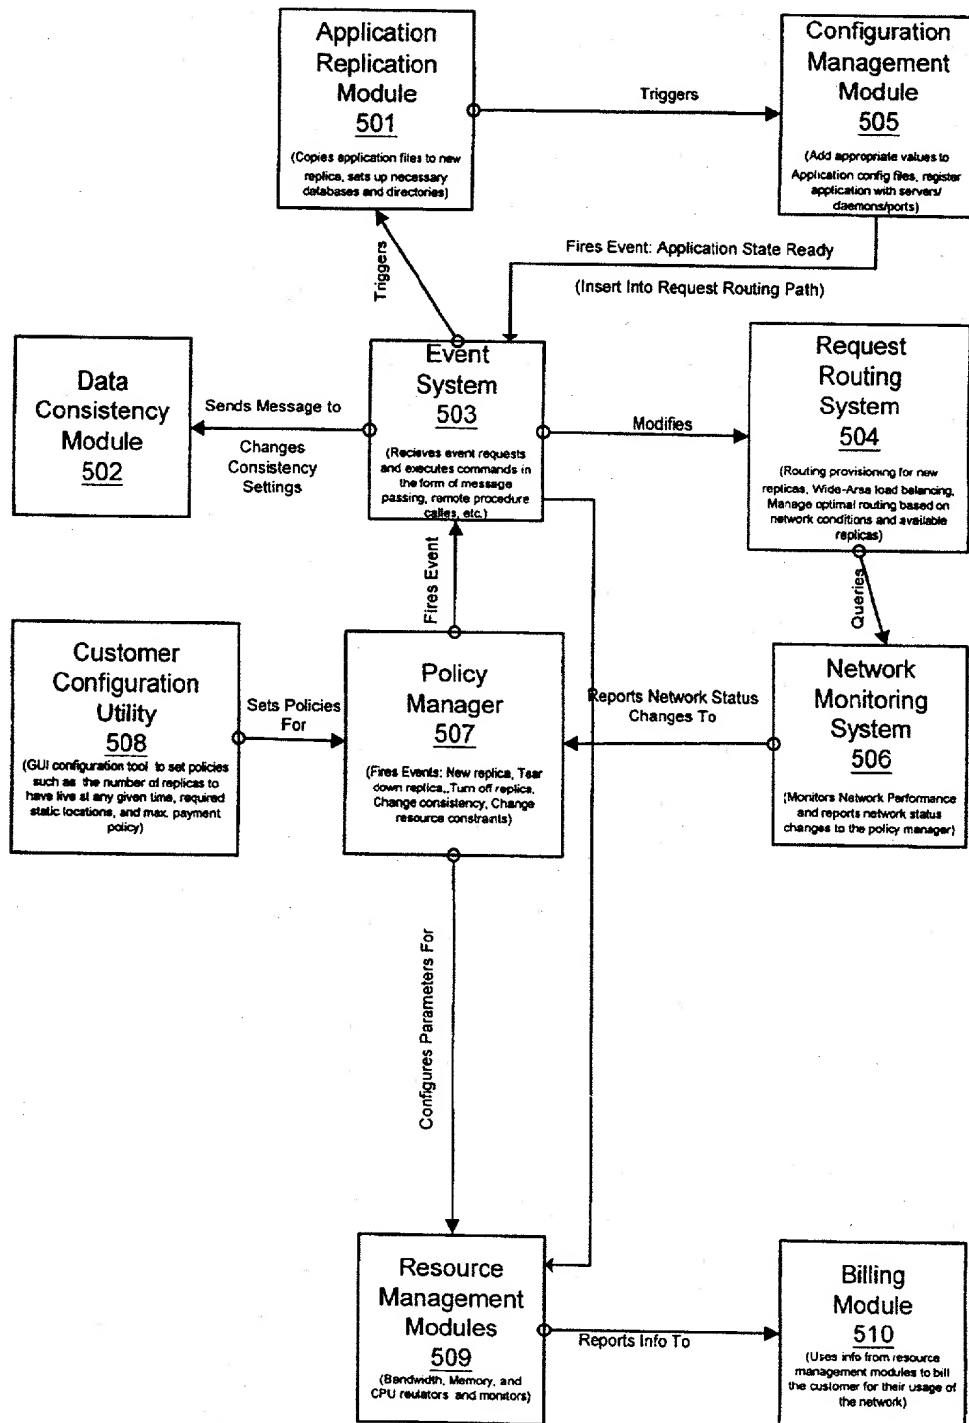 Application
Replication
Module
501
(Copies application files to new
replica, sets up necessary
databases and directories)
Triggers
Configuration
Management
Module
505
(Add appropriate values to
Application config files, register
application with servers/
daemons/ports)
Triggers
Fires Event: Application State Ready
(Insert Into Request Routing Path)
Data
Consistency
Module
502
Sends Message to
Changes
Consistency
Settings
Event
System
503
(Recieves event requests
and executes commands in
the form of message
passing, remote procedure
calles, etc.)
Modifies
Request
Routing
System
504
(Routing provisioning for new
replicas, Wide-Area load balancing,
Manage optimal routing based on
network conditions and available
replicas)
Fires Event
Queries
Customer
Configuration
Utility
508
(GUI configuration tool to set policies
such as the number of replicas to
have live at any given time, required
static locations, and max. payment
policy)
Sets Policies
For
Policy
Manager
507
(Fires Events: New replica, Tear
down replica,,Turn off replica,
Change consistency, Change
resource constraints)
Reports Network Status
Changes To
Network
Monitoring
System
506
(Monitors Network Performance
and reports network status
changes to the policy manager)
Configures Parameters For
Resource
Management
Modules
509
(Bandwidth, Memory, and
CPU reulators and monitors)
Reports Info To
Billing
Module
510
(Uses info from resource
management modules to bill
the customer for their usage of
the network)